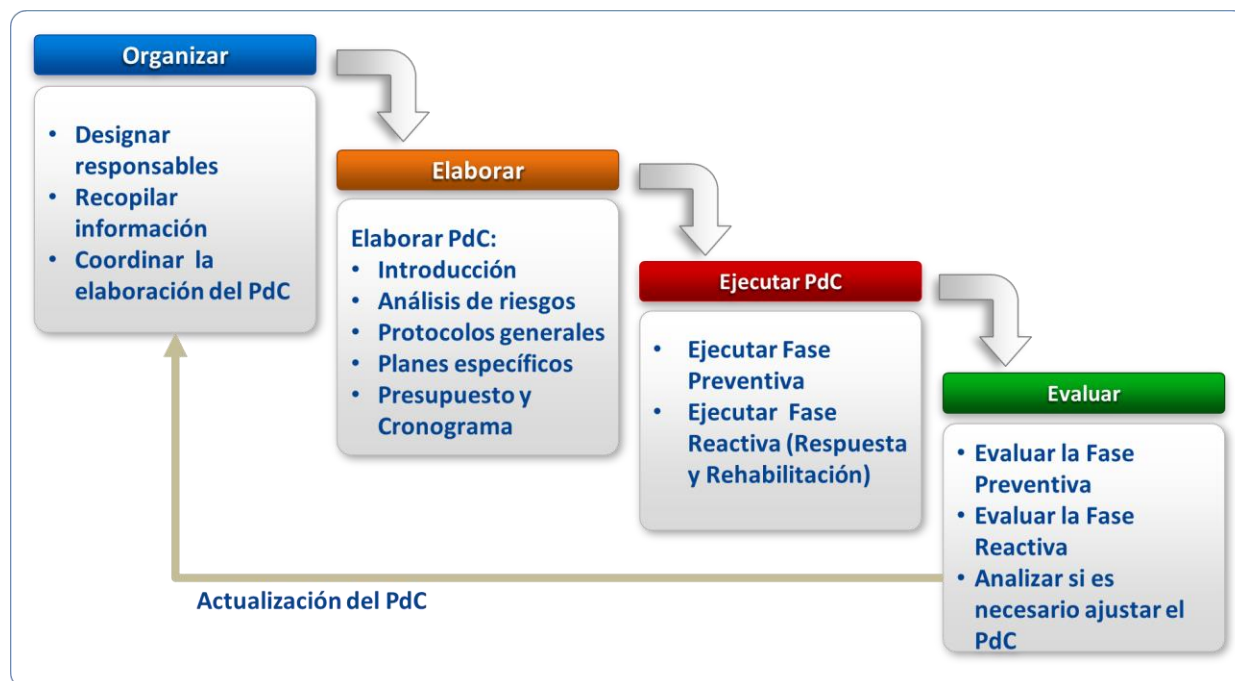 Organizar
• Designar
responsables
• Recopilar
información
• Coordinar la
elaboración del PdC
Elaborar
Elaborar PdC:
• Introducción
• Análisis de riesgos
• Protocolos generales
• Planes específicos
• Presupuesto y
Cronograma
Ejecutar PdC
• Ejecutar Fase
Preventiva
• Ejecutar Fase
Reactiva (Respuesta
y Rehabilitación)
Evaluar
• Evaluar la Fase
Preventiva
• Evaluar la Fase
Reactiva
• Analizar si es
necesario ajustar el
PdC
Actualización del PdC